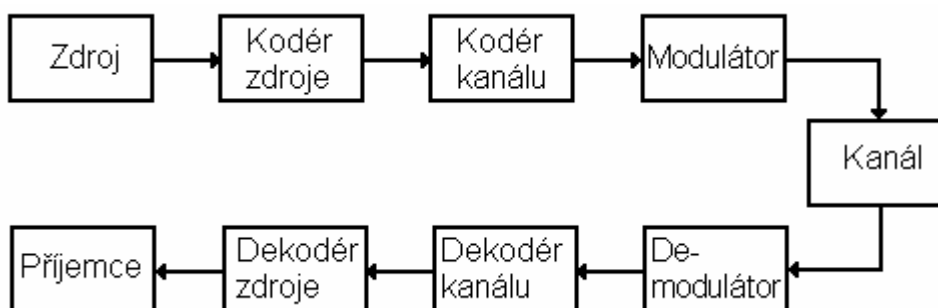 Zdroj
Kodér
zdroje
Kodér
kanálu
Modulátor
Kanál
Příjemce
Dekodér
zdroje
Dekodér
kanálu
De-
modulátor